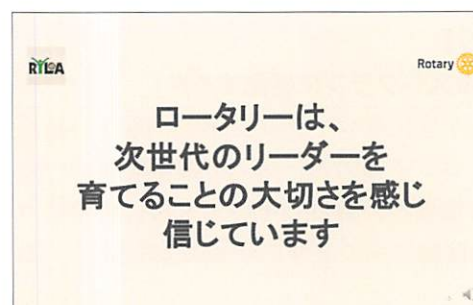 RYLA
Rotary
ロータリーは、
次世代のリーダーを
育てることの大切さを感じ
信じています